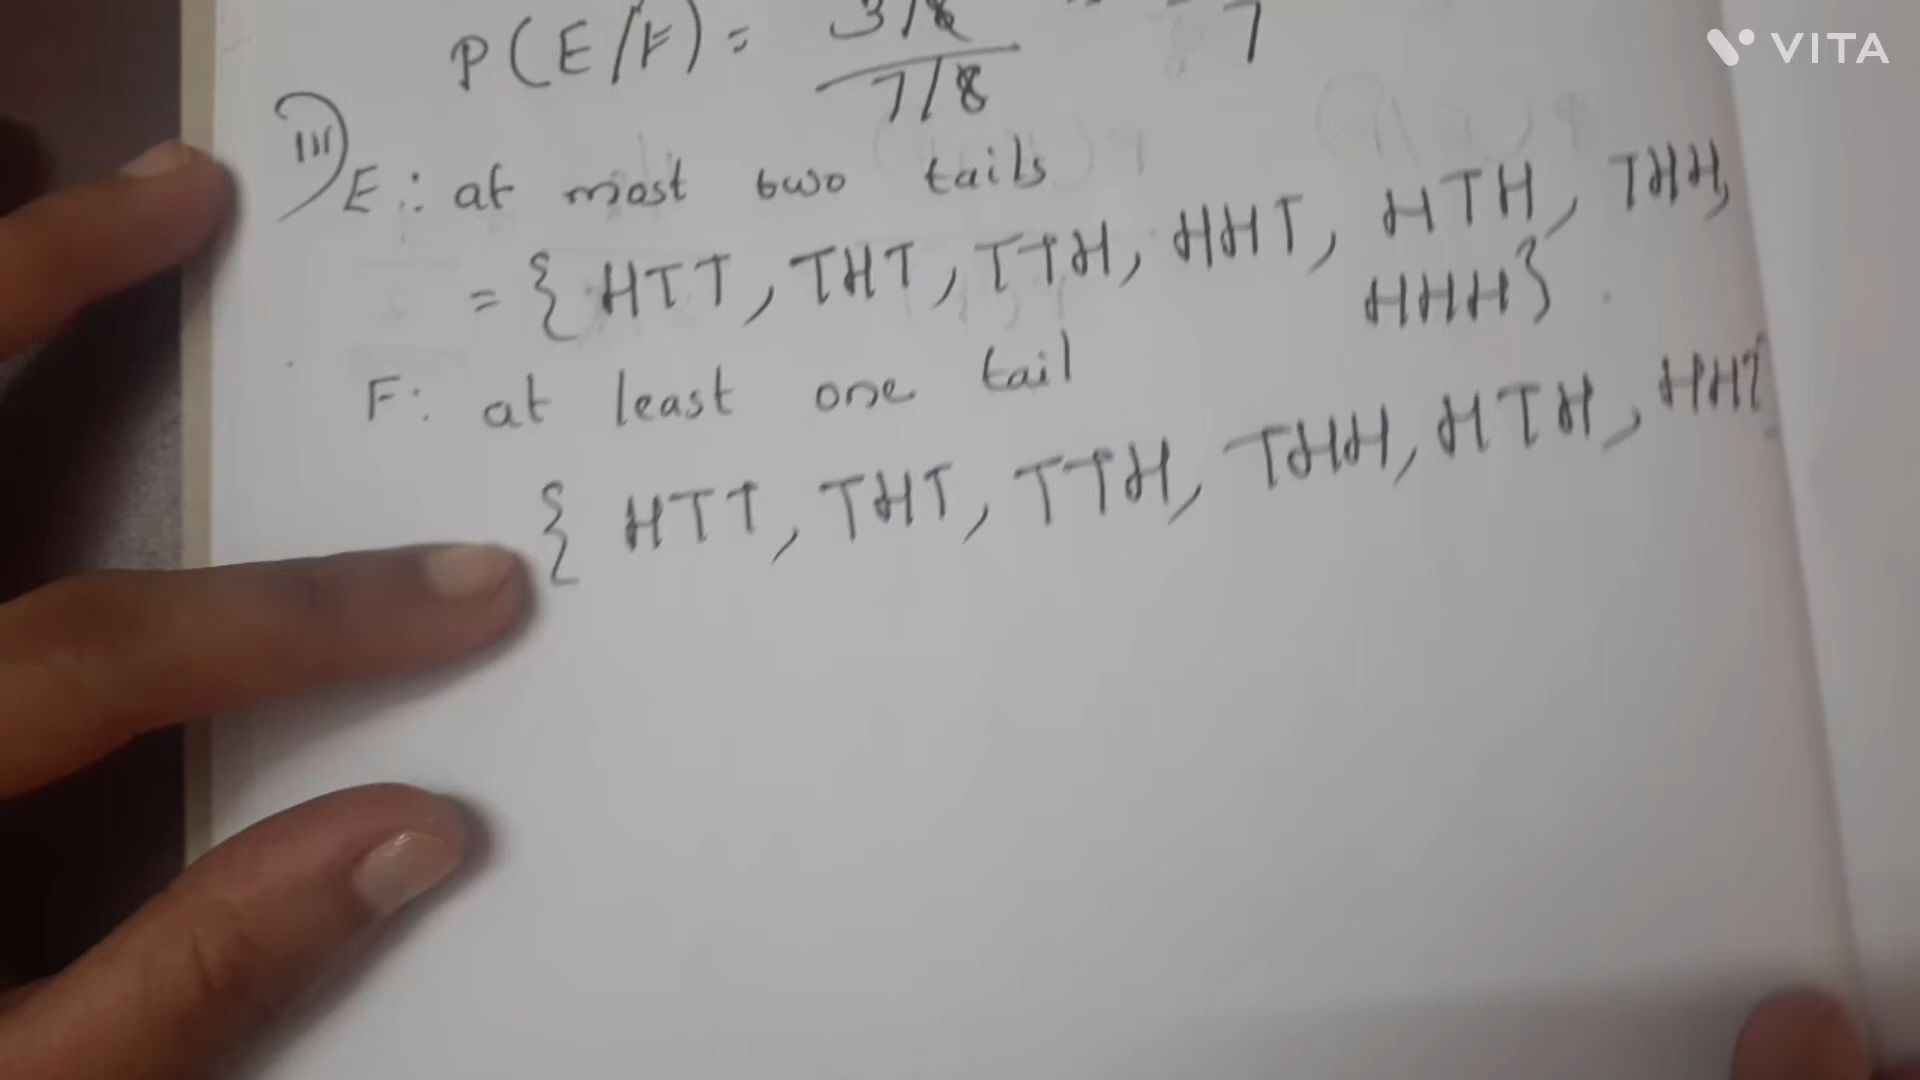 VITA
P(E/F) = 3/8
7/8
7
III)
E: at most two tails
= { HTT, THT, TTH, HHT, HTH, THH,
HHH}
F: at least one tail
{ HTT, THT, TTH, THH, HTH, HHT